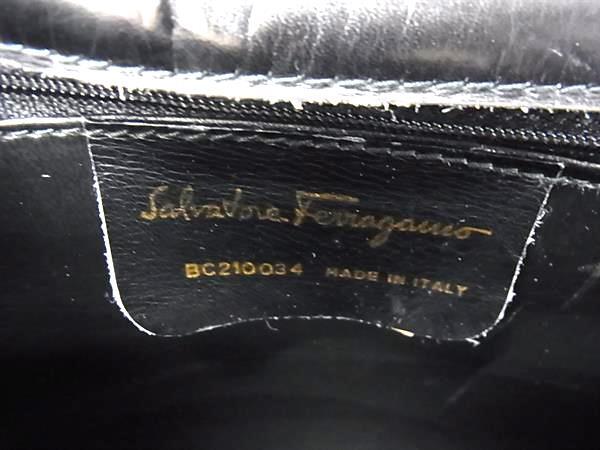 Salvatore Ferragamo
BC210034 MADE IN ITALY